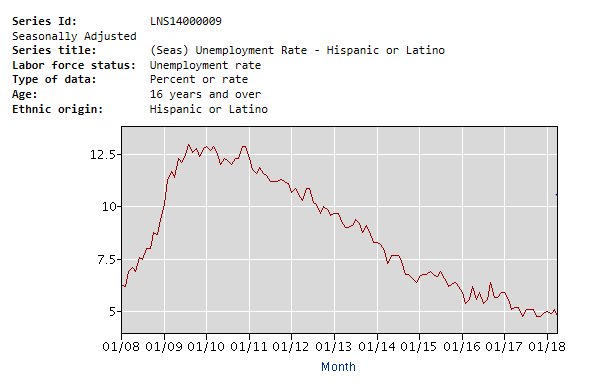 Series Id: LNS14000009
Seasonally Adjusted
Series title: (Seas) Unemployment Rate - Hispanic or Latino
Labor force status: Unemployment rate
Type of data: Percent or rate
Age: 16 years and over
Ethnic origin: Hispanic or Latino
12.5
10
7.5
5
01/08 01/09 01/10 01/11 01/12 01/13 01/14 01/15 01/16 01/17 01/18
Month